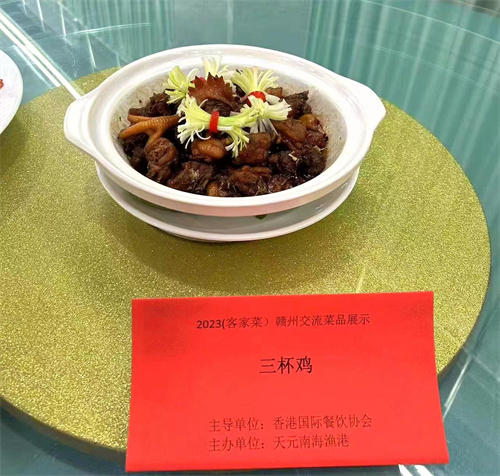 2023(客家菜）赣州交流菜品展示
三杯鸡
主导单位：香港国际餐饮协会
主办单位：天元南海渔港